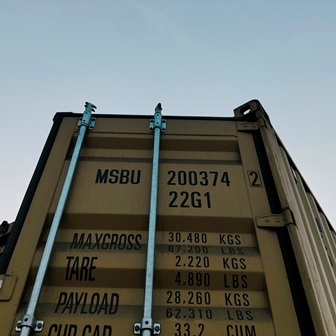 MSBU 200374 2
22G1
MAXGROSS 30.480 KGS
67.200 LBS
TARE 2.220 KGS
4.890 LBS
PAYLOAD 28.260 KGS
62.310 LBS
CUB.CAP. 33.2 CUM